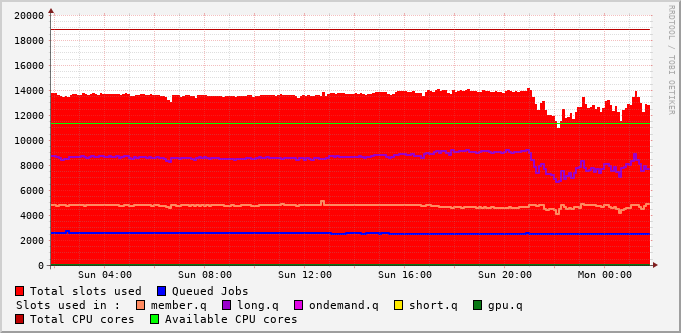 20000
18000
16000
14000
12000
10000
8000
6000
4000
2000
0
Sun 04:00 Sun 08:00 Sun 12:00 Sun 16:00 Sun 20:00 Mon 00:00
RRDTOOL / TOBI OETIKER
Total slots used Queued Jobs
Slots used in : member.q long.q ondemand.q short.q gpu.q
Total CPU cores Available CPU cores